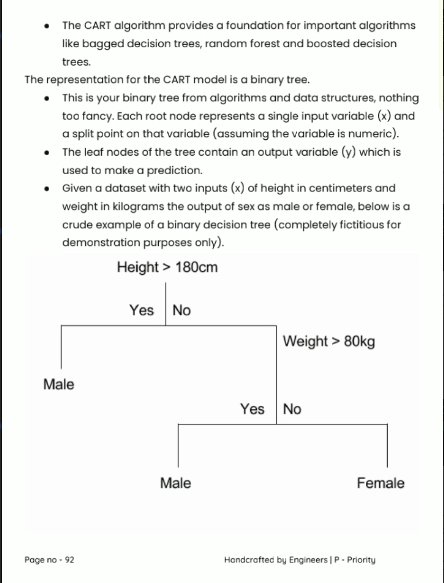 • The CART algorithm provides a foundation for important algorithms
like bagged decision trees, random forest and boosted decision
trees.
The representation for the CART model is a binary tree.
• This is your binary tree from algorithms and data structures, nothing
too fancy. Each root node represents a single input variable (x) and
a split point on that variable (assuming the variable is numeric).
• The leaf nodes of the tree contain an output variable (y) which is
used to make a prediction.
• Given a dataset with two inputs (x) of height in centimeters and
weight in kilograms the output of sex as male or female, below is a
crude example of a binary decision tree (completely fictitious for
demonstration purposes only).
Height > 180cm
Yes No
Weight > 80kg
Male
Yes No
Male Female
Page no - 92 Handcrafted by Engineers | P - Priority